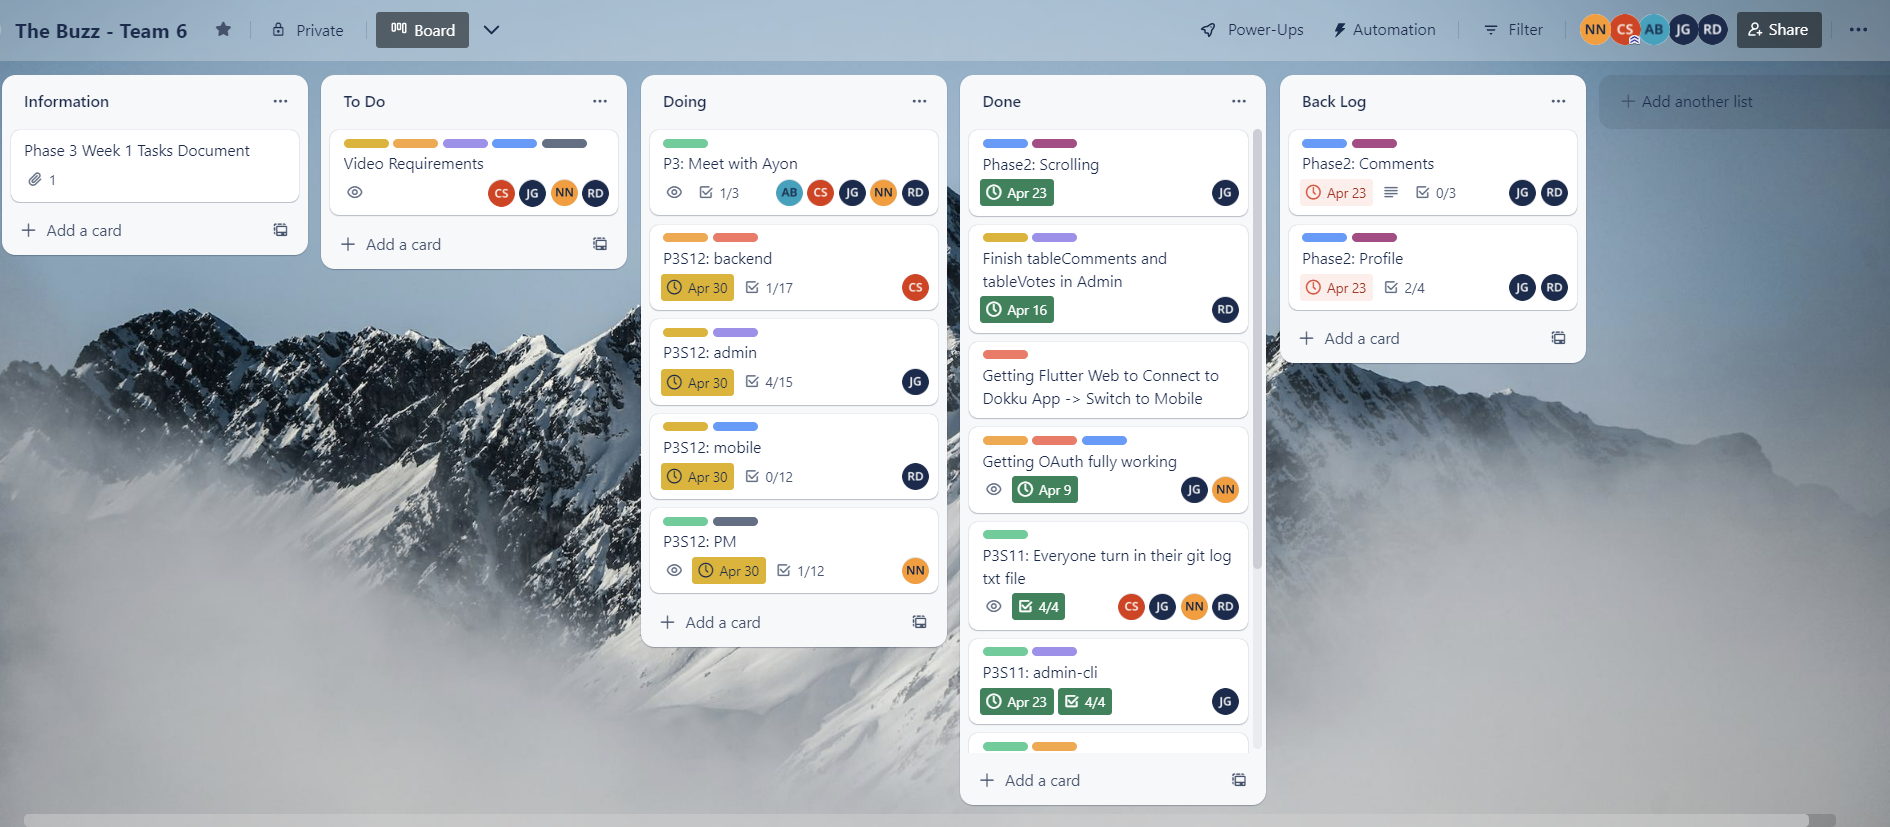 The Buzz - Team 6
Private
Board
Power-Ups
Automation
Filter
NN
CS
AB
JG
RD
Share
Information
Phase 3 Week 1 Tasks Document
1
Add a card
To Do
Video Requirements
CS JG NN RD
Add a card
Doing
P3: Meet with Ayon
1/3
AB CS JG NN RD
P3S12: backend
Apr 30 1/17 CS
P3S12: admin
Apr 30 4/15 JG
P3S12: mobile
Apr 30 0/12 RD
P3S12: PM
Apr 30 1/12 NN
Add a card
Done
Phase2: Scrolling
Apr 23 JG
Finish tableComments and
tableVotes in Admin
Apr 16 RD
Getting Flutter Web to Connect to
Dokku App -> Switch to Mobile
Getting OAuth fully working
Apr 9 JG NN
P3S11: Everyone turn in their git log
txt file
4/4 CS JG NN RD
P3S11: admin-cli
Apr 23 4/4 JG
Add a card
Back Log
Phase2: Comments
Apr 23 0/3 JG RD
Phase2: Profile
Apr 23 2/4 JG RD
Add a card
Add another list